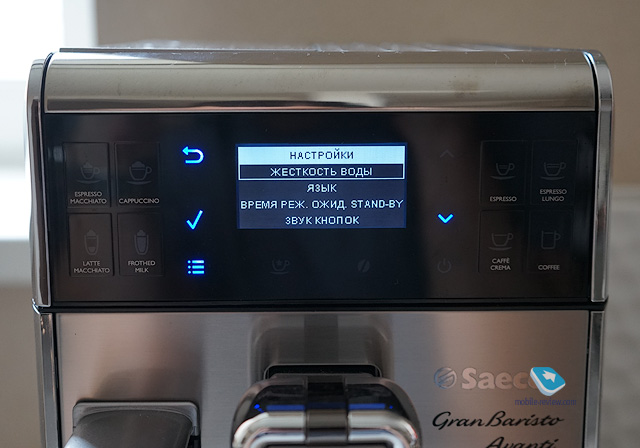 НАСТРОЙКИ
ЖЕСТКОСТЬ ВОДЫ
ЯЗЫК
ВРЕМЯ РЕЖ. ОЖИД. STAND-BY
ЗВУК КНОПОК
ESPRESSO
MACCHIATO
CAPPUCCINO
LATTE
MACCHIATO
FROTHED
MILK
ESPRESSO
ESPRESSO
LUNGO
CAFFÈ
CREMA
COFFEE
Saeco
mobile-review.com
GranBaristo
Avanti